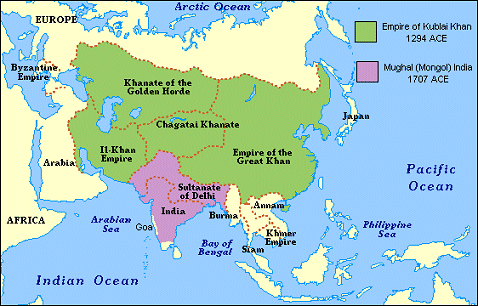 Arctic Ocean
EUROPE
Empire of Kublai Khan
1294 ACE
Mughal (Mongol) India
1707 ACE
Byzantine
Empire
Khanate of the
Golden Horde
Chagatai Khanate
Japan
Il-Khan
Empire
Empire of the
Great Khan
Arabia
Pacific
Ocean
Sultanate
of Delhi
Annam
AFRICA
Arabian
Sea
India
Burma
Goa
Philippine
Sea
Khmer
Empire
Bay of
Bengal
Siam
Indian Ocean